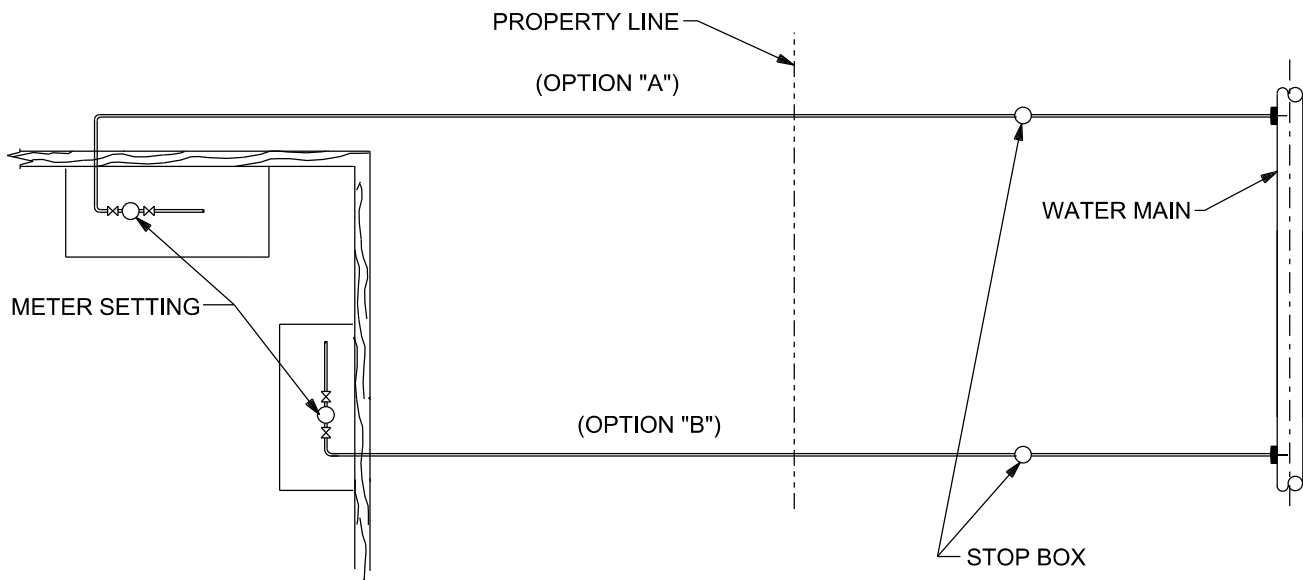 PROPERTY LINE
(OPTION "A")
WATER MAIN
METER SETTING
(OPTION "B")
STOP BOX